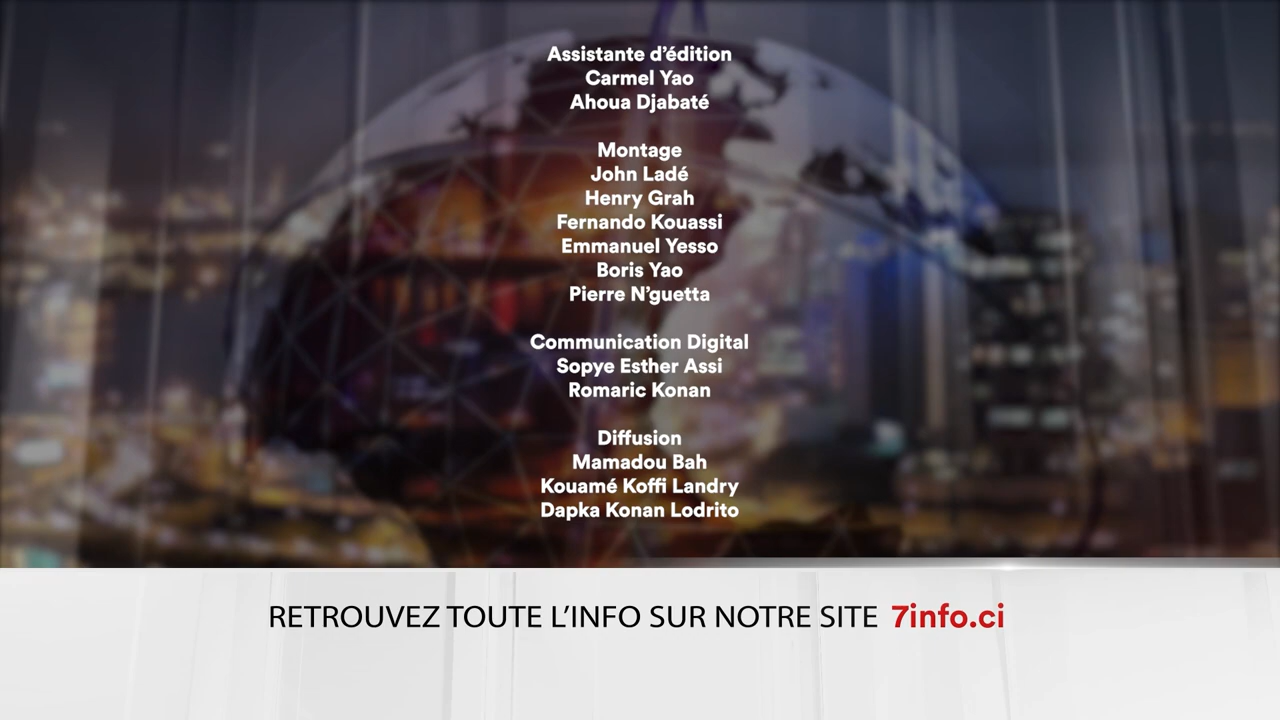 Assistante d’édition
Carmel Yao
Ahoua Djabaté
Montage
John Ladé
Henry Grah
Fernando Kouassi
Emmanuel Yesso
Boris Yao
Pierre N’guetta
Communication Digital
Sopye Esther Assi
Romaric Konan
Diffusion
Mamadou Bah
Kouamé Koffi Landry
Dapka Konan Lodrito
RETROUVEZ TOUTE L’INFO SUR NOTRE SITE 7info.ci